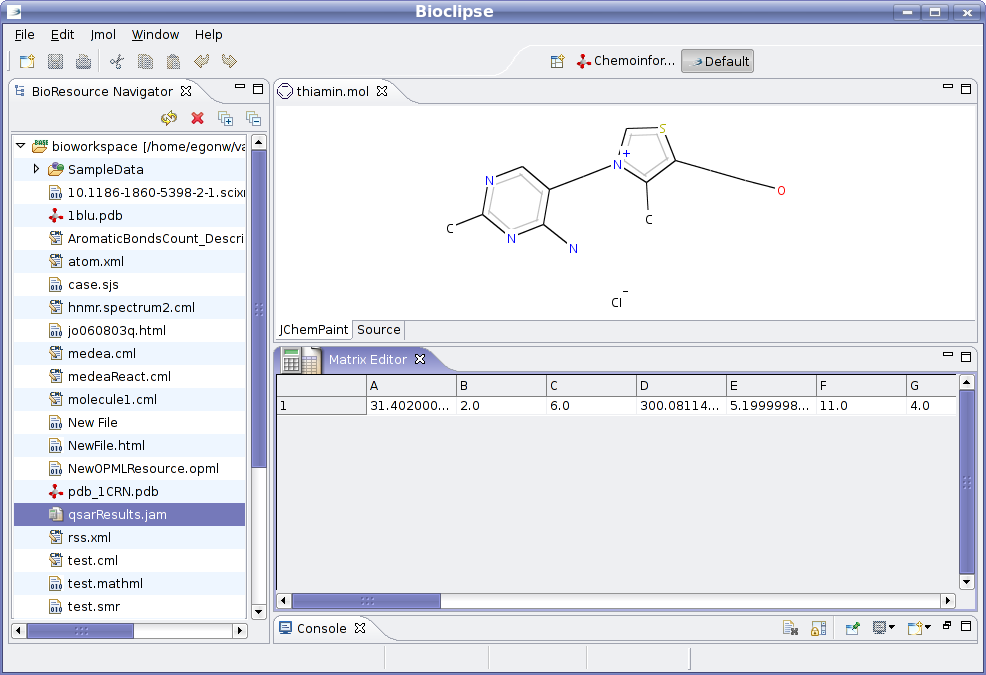 Bioclipse
File Edit Jmol Window Help
Chemoinfor... Default
BioResource Navigator
bioworkspace [/home/egonw/va
SampleData
10.1186-1860-5398-2-1.scix
1blu.pdb
AromaticBondsCount_Descri
atom.xml
case.sjs
hnmr.spectrum2.cml
jo060803q.html
medea.cml
medeaReact.cml
molecule1.cml
New File
NewFile.html
NewOPMLResource.opml
pdb_1CRN.pdb
qsarResults.jam
rss.xml
test.cml
test.mathml
test.smr
thiamin.mol
S
+
N
N
O
C
C
N
N
Cl -
JChemPaint Source
Matrix Editor
A B C D E F G
1 31.402000... 2.0 6.0 300.08114... 5.1999998... 11.0 4.0
Console